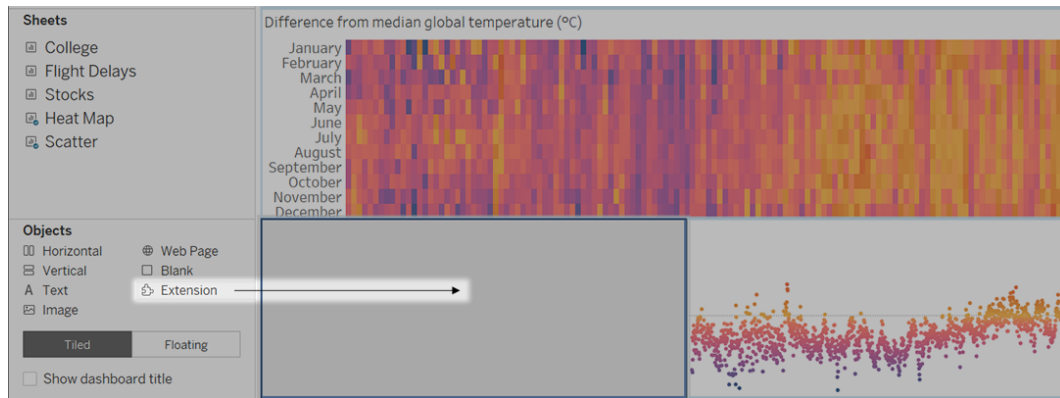 Sheets
College
Flight Delays
Stocks
Heat Map
Scatter
Objects
Horizontal
Web Page
Vertical
Blank
A Text
Extension
Image
Tiled
Floating
Show dashboard title
Difference from median global temperature (ºC)
January
February
March
April
May
June
July
August
September
October
November
December